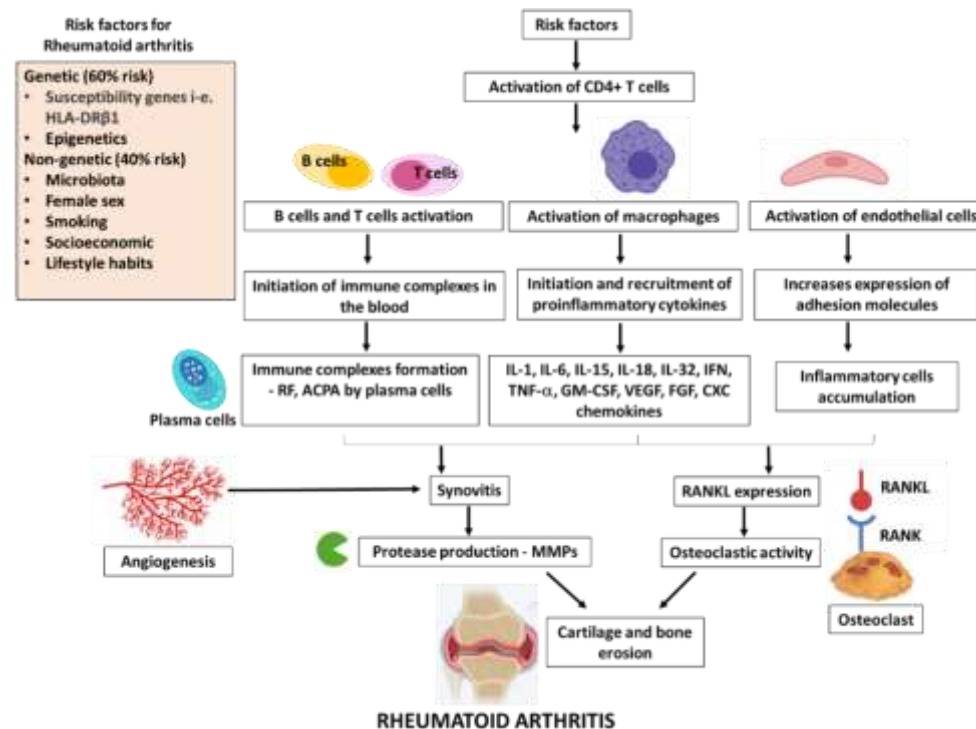 Risk factors for
Rheumatoid arthritis
Genetic (60% risk)
• Susceptibility genes i-e.
HLA-DRβ1
• Epigenetics
Non-genetic (40% risk)
• Microbiota
• Female sex
• Smoking
• Socioeconomic
• Lifestyle habits
Risk factors
Activation of CD4+ T cells
B cells
T cells
B cells and T cells activation
Activation of macrophages
Activation of endothelial cells
Initiation of immune complexes in
the blood
Initiation and recruitment of
proinflammatory cytokines
Increases expression of
adhesion molecules
Plasma cells
Immune complexes formation
- RF, ACPA by plasma cells
IL-1, IL-6, IL-15, IL-18, IL-32, IFN,
TNF-α, GM-CSF, VEGF, FGF, CXC
chemokines
Inflammatory cells
accumulation
Angiogenesis
Synovitis
RANKL expression
RANKL
RANK
Protease production - MMPs
Osteoclastic activity
Osteoclast
Cartilage and bone
erosion
RHEUMATOID ARTHRITIS